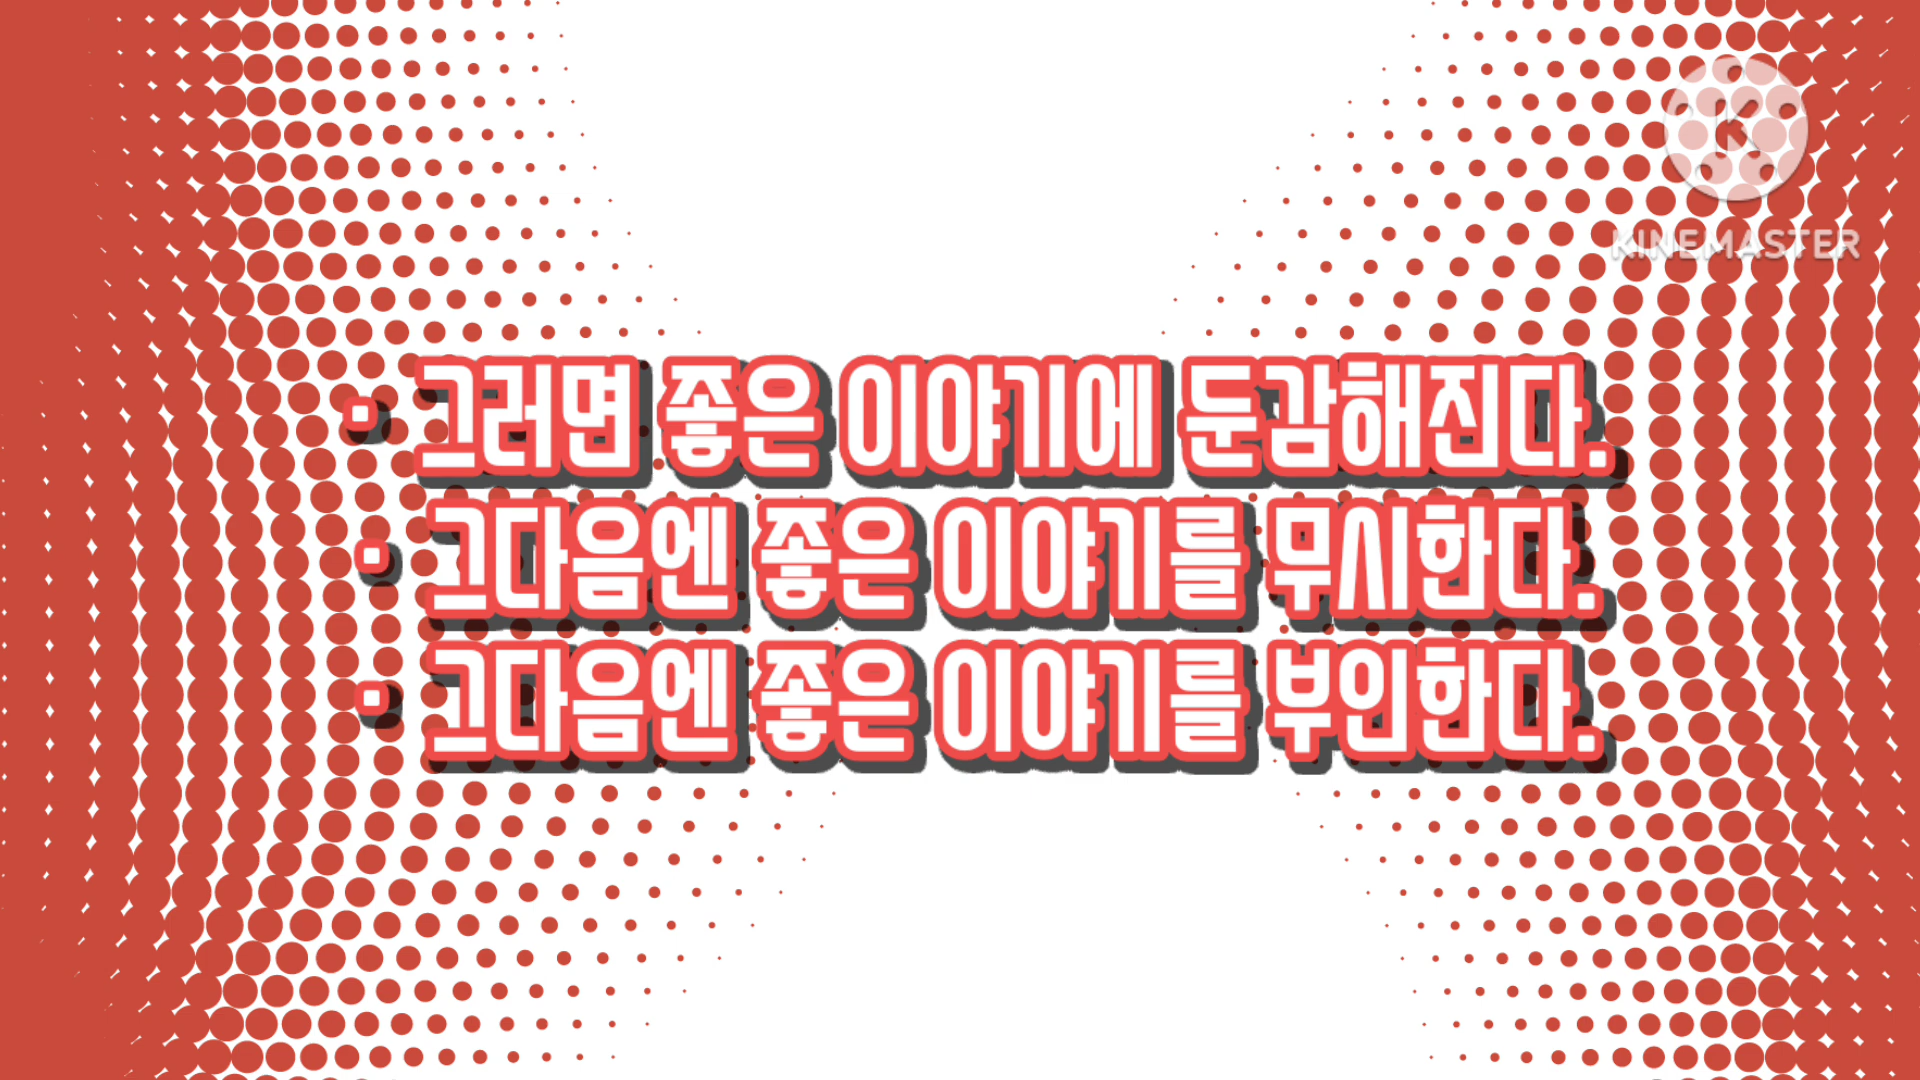 K
KINEMASTER
· 그러면 좋은 이야기에 둔감해진다.
· 그다음엔 좋은 이야기를 무시한다.
· 그다음엔 좋은 이야기를 부인한다.